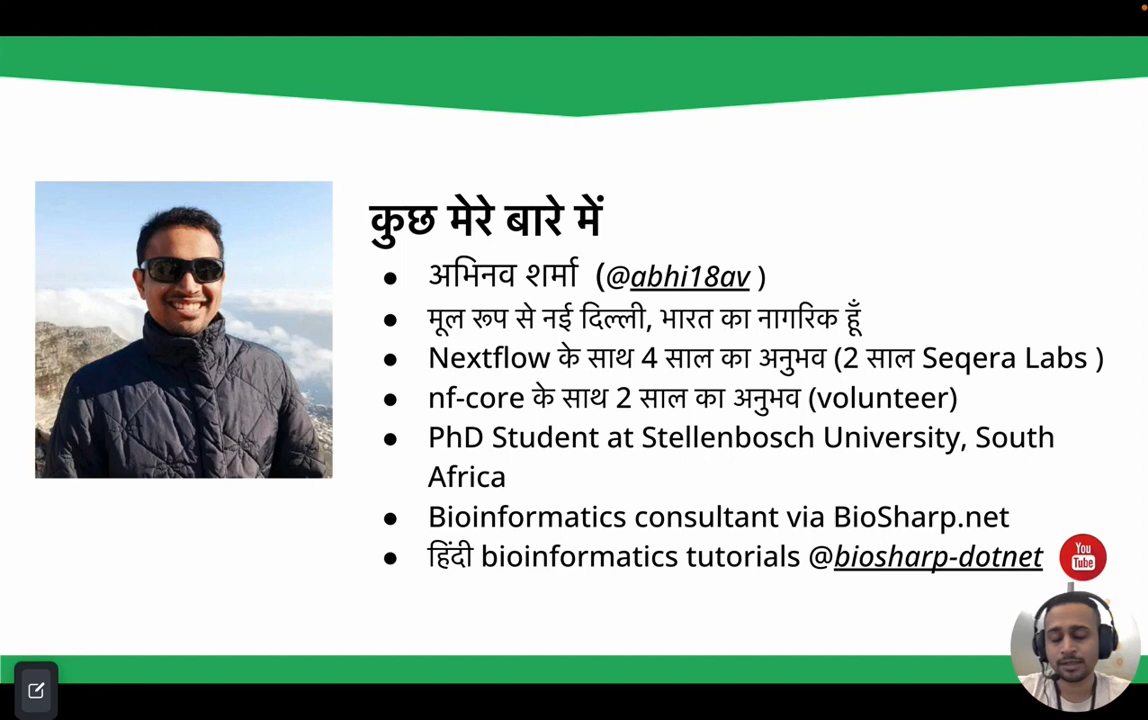 कुछ मेरे बारे में
● अभिनव शर्मा (@abhi18av )
● मूल रूप से नई दिल्ली, भारत का नागरिक हूँ
● Nextflow के साथ 4 साल का अनुभव (2 साल Seqera Labs )
● nf-core के साथ 2 साल का अनुभव (volunteer)
● PhD Student at Stellenbosch University, South
Africa
● Bioinformatics consultant via BioSharp.net
● हिंदी bioinformatics tutorials @biosharp-dotnet
You
Tube